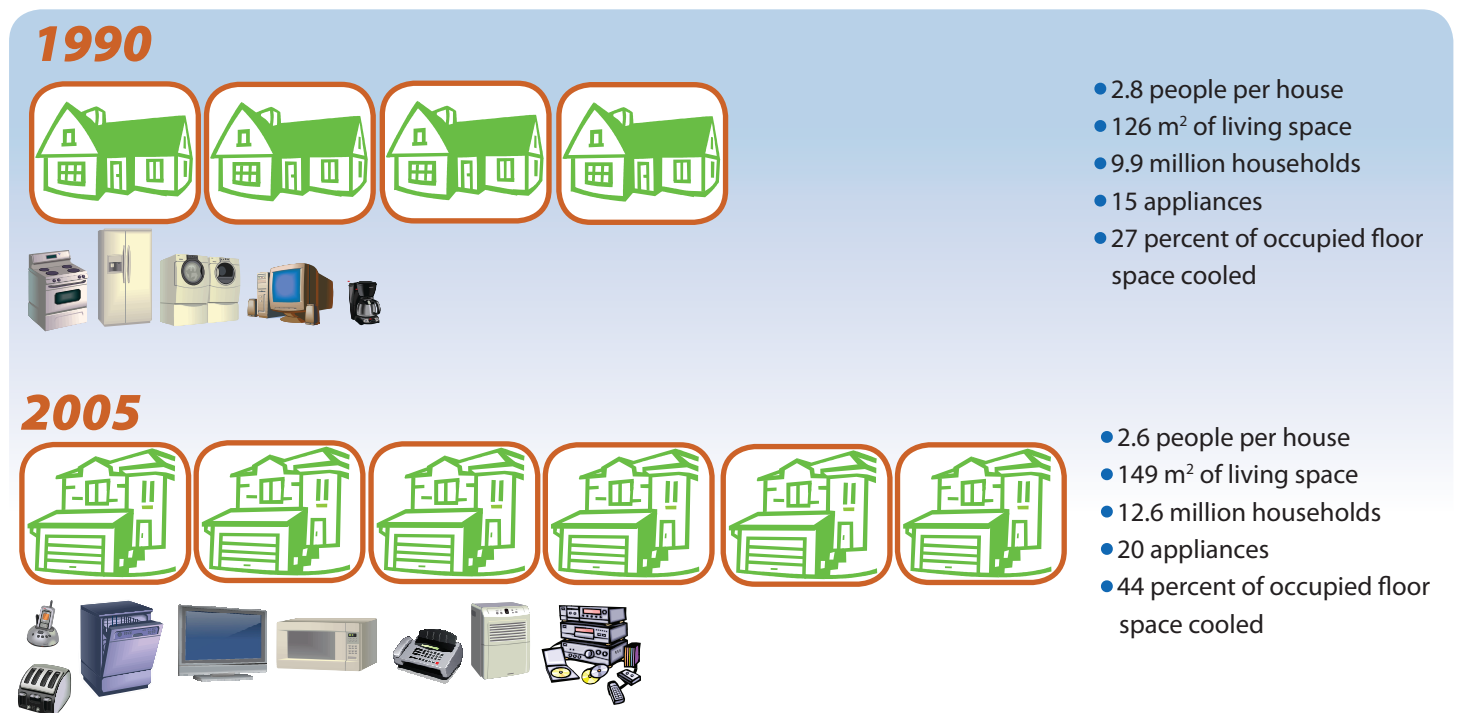 1990
• 2.8 people per house
• 126 m² of living space
• 9.9 million households
• 15 appliances
• 27 percent of occupied floor
space cooled
2005
• 2.6 people per house
• 149 m² of living space
• 12.6 million households
• 20 appliances
• 44 percent of occupied floor
space cooled